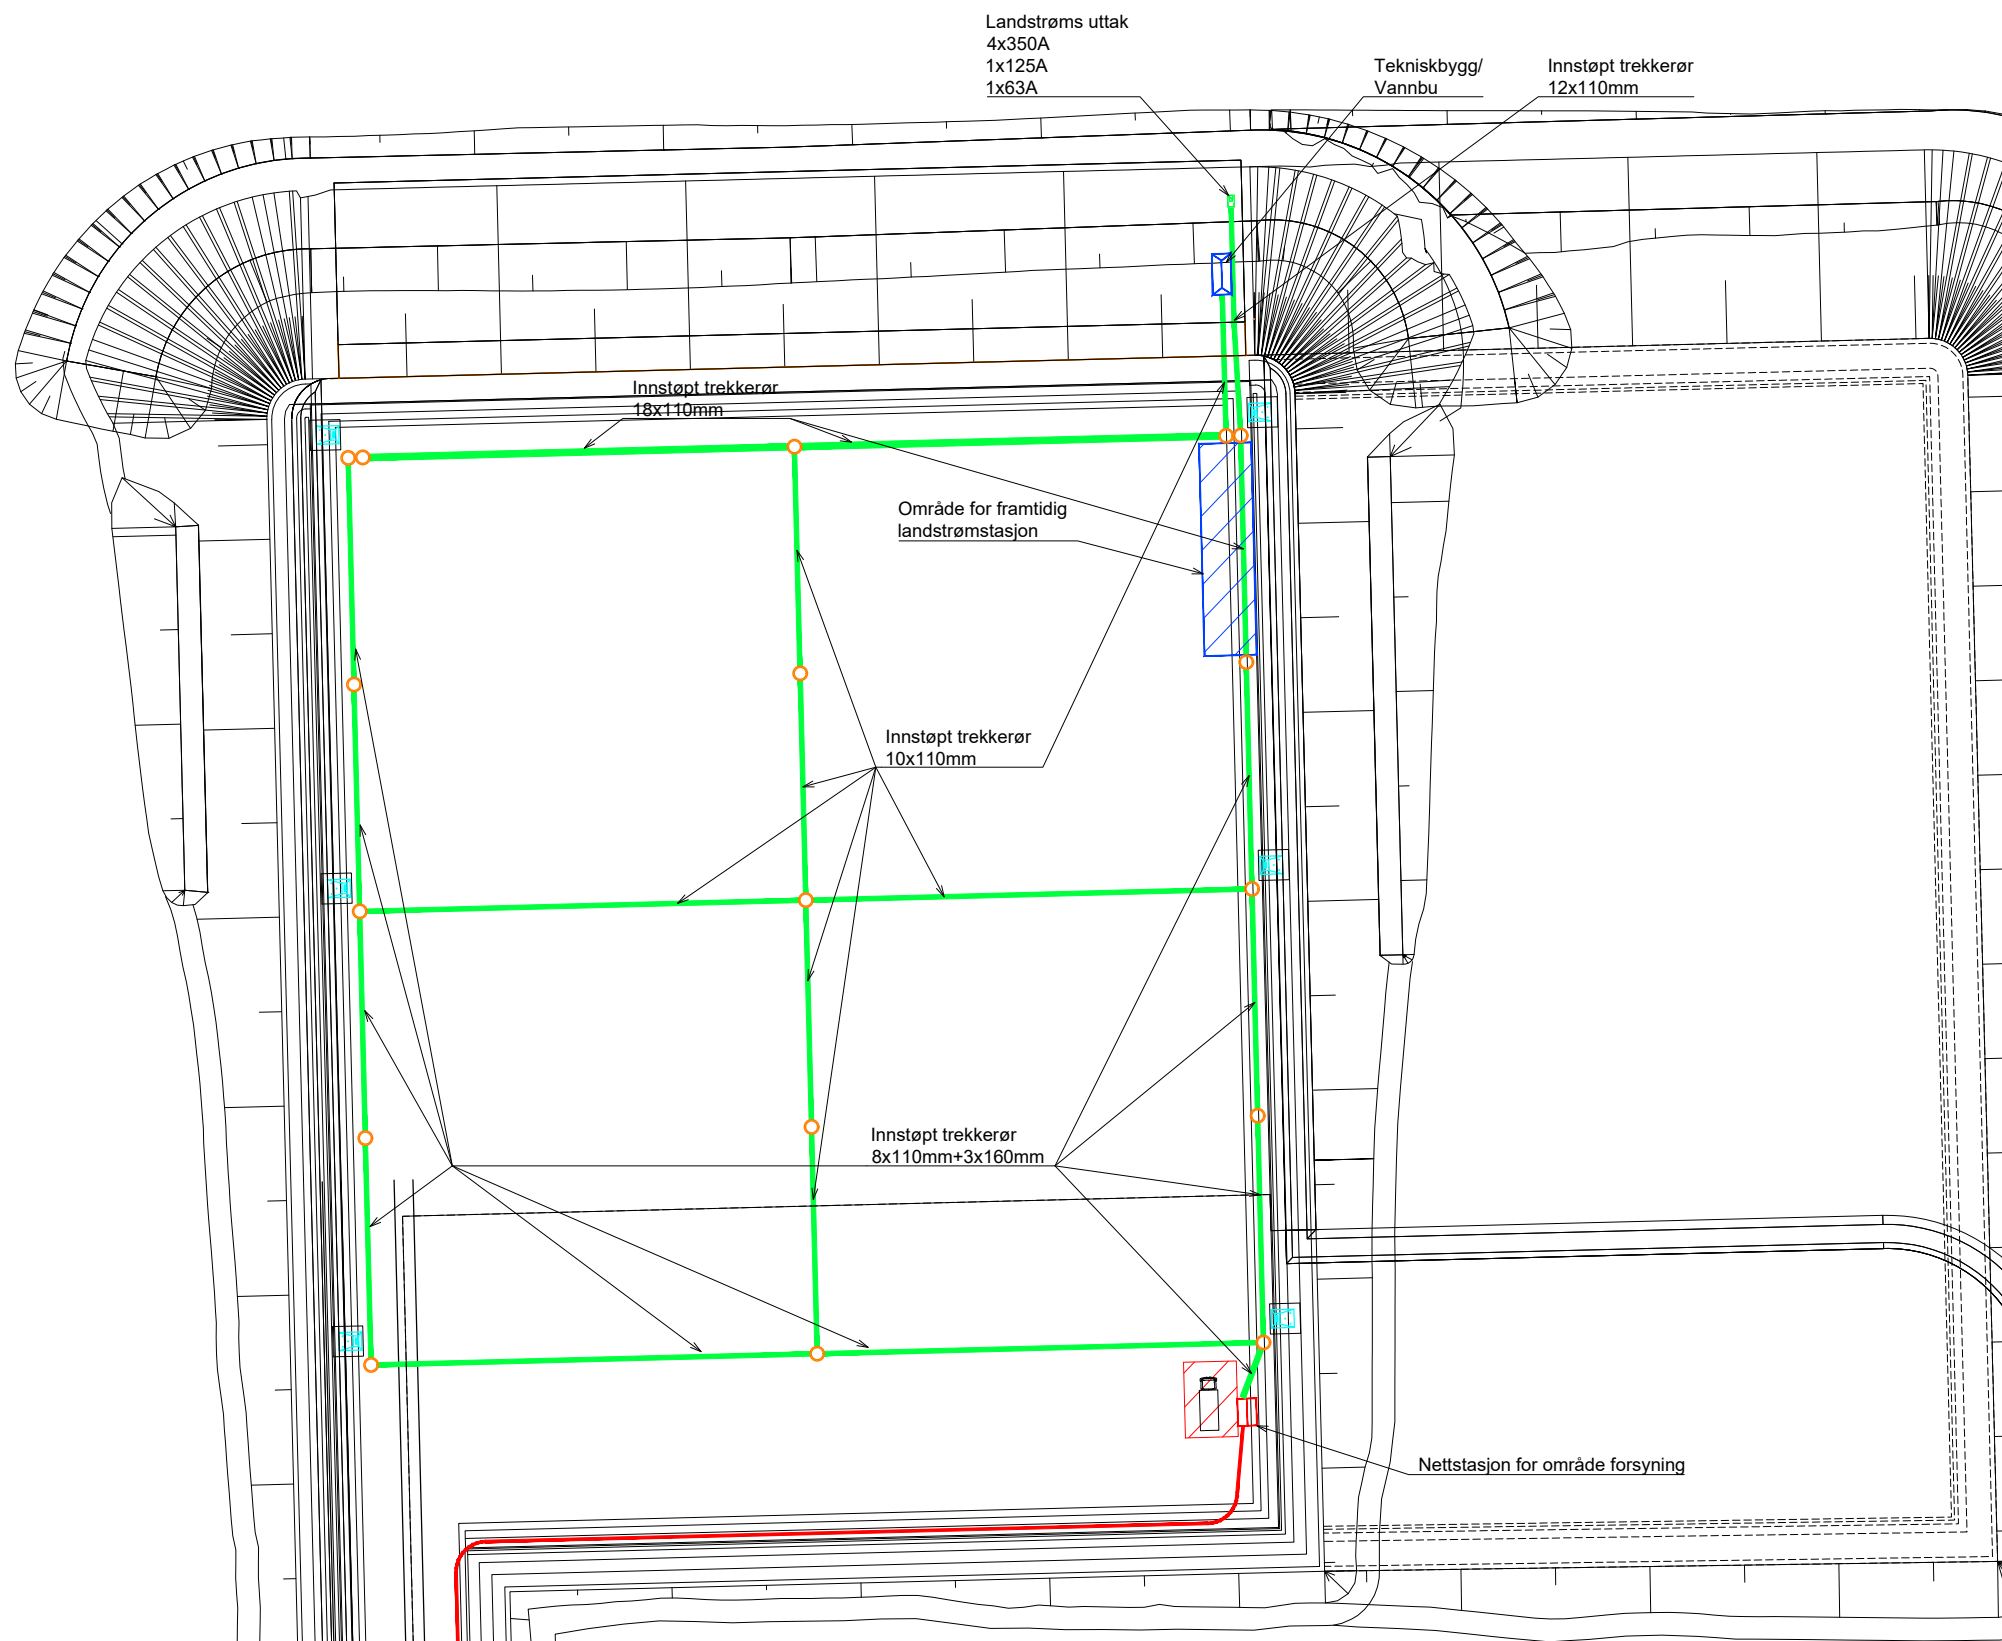 Landstrøms uttak
4x350A
1x125A
1x63A
Tekniskbygg/
Vannbu
Innstøpt trekkerør
12x110mm
Innstøpt trekkerør
18x110mm
Område for framtidig
landstrømstasjon
Innstøpt trekkerør
10x110mm
Innstøpt trekkerør
8x110mm+3x160mm
Nettstasjon for område forsyning